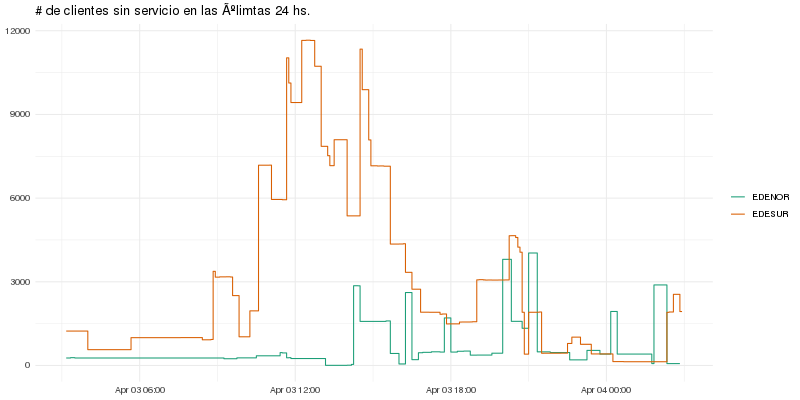 # de clientes sin servicio en las Ãºlimtas 24 hs.
12000
9000
6000
3000
0
Apr 03 06:00
Apr 03 12:00
Apr 03 18:00
Apr 04 00:00
EDENOR
EDESUR